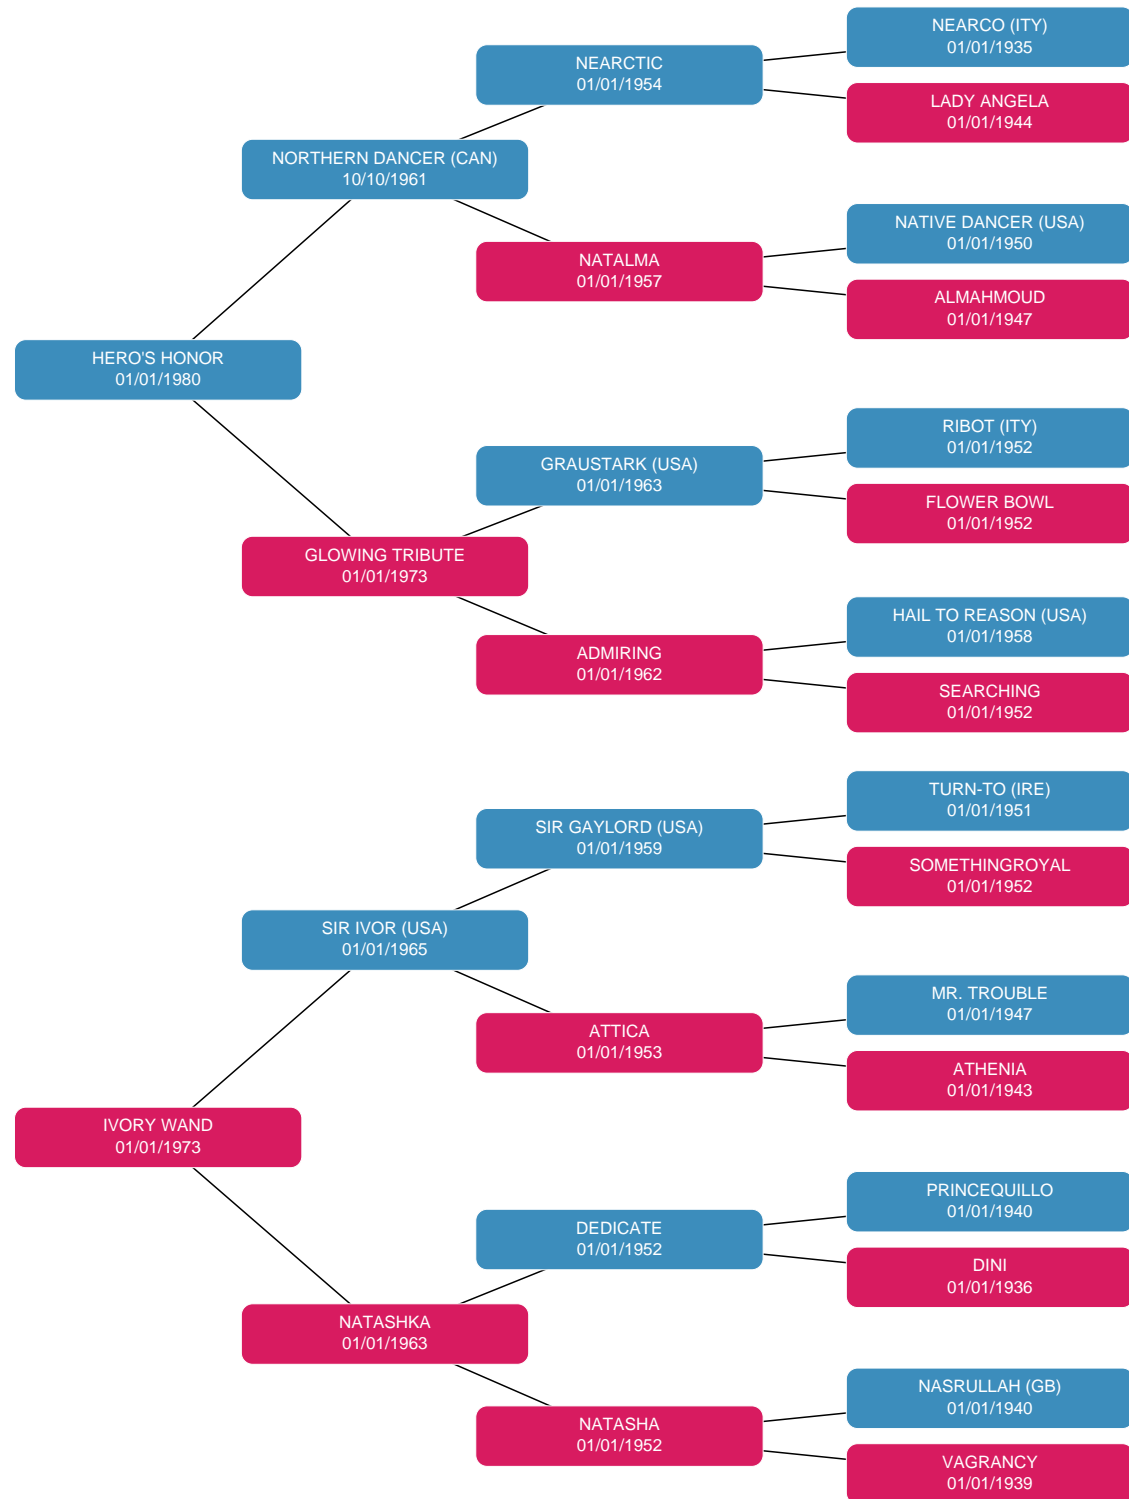 NEARCO (ITY)
01/01/1935
NEARCTIC
01/01/1954
LADY ANGELA
01/01/1944
NORTHERN DANCER (CAN)
10/10/1961
NATIVE DANCER (USA)
01/01/1950
NATALMA
01/01/1957
ALMAHMOUD
01/01/1947
HERO'S HONOR
01/01/1980
RIBOT (ITY)
01/01/1952
GRAUSTARK (USA)
01/01/1963
FLOWER BOWL
01/01/1952
GLOWING TRIBUTE
01/01/1973
HAIL TO REASON (USA)
01/01/1958
ADMIRING
01/01/1962
SEARCHING
01/01/1952
TURN-TO (IRE)
01/01/1951
SIR GAYLORD (USA)
01/01/1959
SOMETHINGROYAL
01/01/1952
SIR IVOR (USA)
01/01/1965
MR. TROUBLE
01/01/1947
ATTICA
01/01/1953
ATHENIA
01/01/1943
IVORY WAND
01/01/1973
PRINCEQUILLO
01/01/1940
DEDICATE
01/01/1952
DINI
01/01/1936
NATASHKA
01/01/1963
NASRULLAH (GB)
01/01/1940
NATASHA
01/01/1952
VAGRANCY
01/01/1939